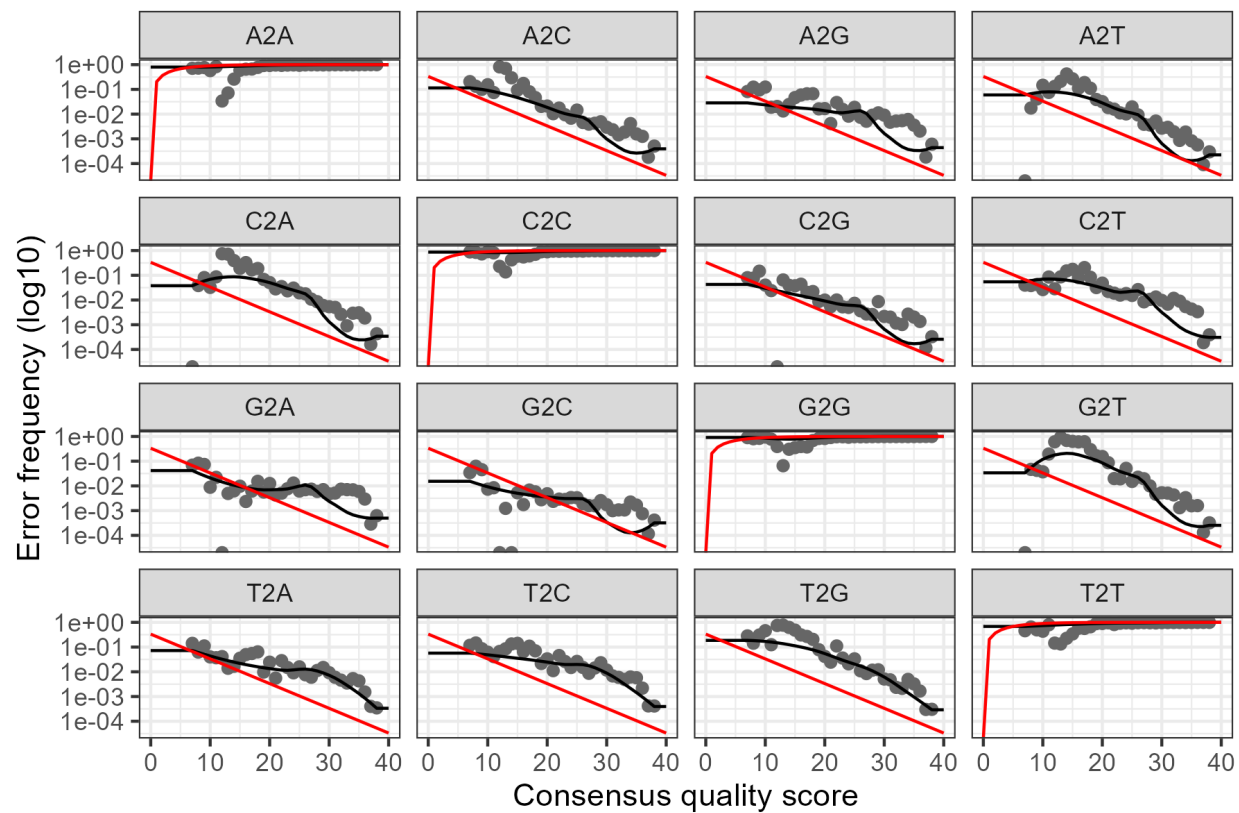 A2A A2C A2G A2T
1e+00
1e-01
1e-02
1e-03
1e-04
C2A C2C C2G C2T
1e+00
1e-01
1e-02
1e-03
1e-04
G2A G2C G2G G2T
1e+00
1e-01
1e-02
1e-03
1e-04
T2A T2C T2G T2T
1e+00
1e-01
1e-02
1e-03
1e-04
0 10 20 30 40 0 10 20 30 40 0 10 20 30 40 0 10 20 30 40
Consensus quality score
Error frequency (log10)